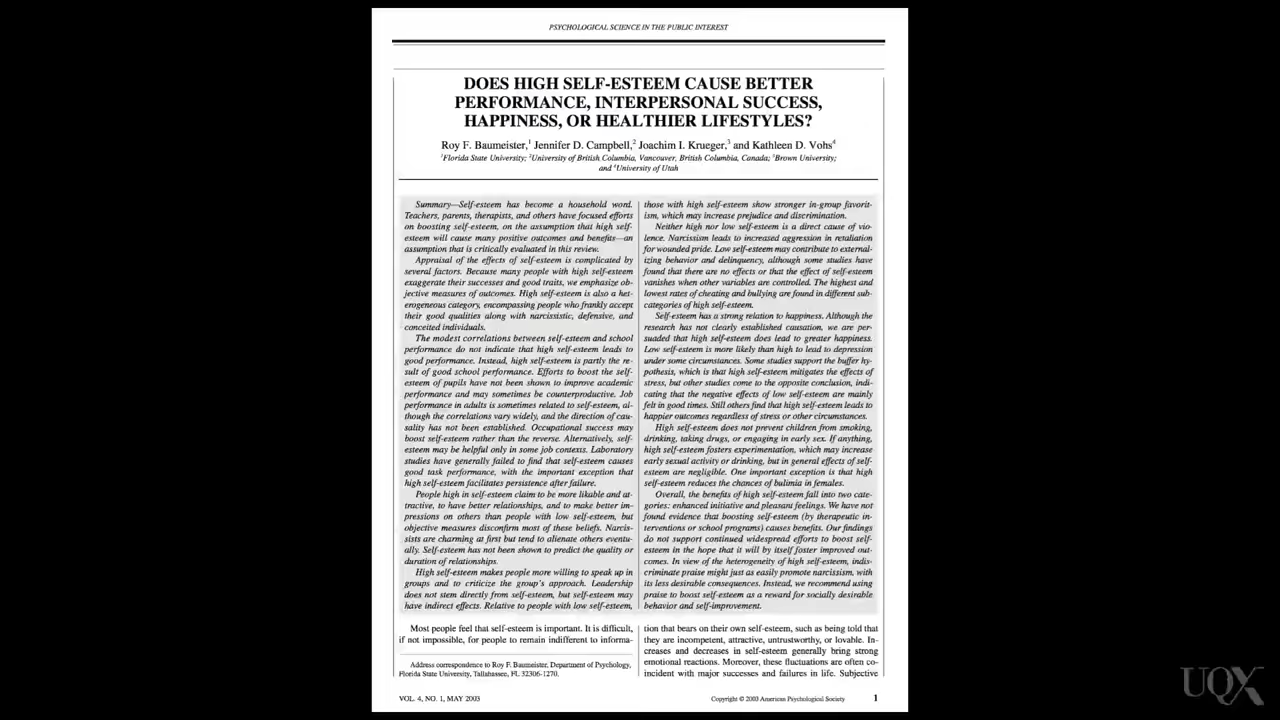 PSYCHOLOGICAL SCIENCE IN THE PUBLIC INTEREST
DOES HIGH SELF-ESTEEM CAUSE BETTER
PERFORMANCE, INTERPERSONAL SUCCESS,
HAPPINESS, OR HEALTHIER LIFESTYLES?
Roy F. Baumeister,1 Jennifer D. Campbell,2 Joachim I. Krueger,3 and Kathleen D. Vohs4
1Florida State University; 2University of British Columbia, Vancouver, British Columbia, Canada; 3Brown University;
and 4University of Utah
Summary—Self-esteem has become a household word.
Teachers, parents, therapists, and others have focused efforts
on boosting self-esteem, on the assumption that high self-
esteem will cause many positive outcomes and benefits—an
assumption that is critically evaluated in this review.
Appraisal of the effects of self-esteem is complicated by
several factors. Because many people with high self-esteem
exaggerate their successes and good traits, we emphasize ob-
jective measures of outcomes. High self-esteem is also a het-
erogeneous category, encompassing people who frankly accept
their good qualities along with narcissistic, defensive, and
conceited individuals.
The modest correlations between self-esteem and school
performance do not indicate that high self-esteem leads to
good performance. Instead, high self-esteem is partly the re-
sult of good school performance. Efforts to boost the self-
esteem of pupils have not been shown to improve academic
performance and may sometimes be counterproductive. Job
performance in adults is sometimes related to self-esteem, al-
though the correlations vary widely, and the direction of cau-
sality has not been established. Occupational success may
boost self-esteem rather than the reverse. Alternatively, self-
esteem may be helpful only in some job contexts. Laboratory
studies have generally failed to find that self-esteem causes
good task performance, with the important exception that
high self-esteem facilitates persistence after failure.
People high in self-esteem claim to be more likable and at-
tractive, to have better relationships, and to make better im-
pressions on others than people with low self-esteem, but
objective measures disconfirm most of these beliefs. Narcis-
sists are charming at first but tend to alienate others eventu-
ally. Self-esteem has not been shown to predict the quality or
duration of relationships.
High self-esteem makes people more willing to speak up in
groups and to criticize the group's approach. Leadership
does not stem directly from self-esteem, but self-esteem may
have indirect effects. Relative to people with low self-esteem,
those with high self-esteem show stronger in-group favorit-
ism, which may increase prejudice and discrimination.
Neither high nor low self-esteem is a direct cause of vio-
lence. Narcissism leads to increased aggression in retaliation
for wounded pride. Low self-esteem may contribute to external-
izing behavior and delinquency, although some studies have
found that there are no effects or that the effect of self-esteem
vanishes when other variables are controlled. The highest and
lowest rates of cheating and bullying are found in different sub-
categories of high self-esteem.
Self-esteem has a strong relation to happiness. Although the
research has not clearly established causation, we are per-
suaded that high self-esteem does lead to greater happiness.
Low self-esteem is more likely than high to lead to depression
under some circumstances. Some studies support the buffer hy-
pothesis, which is that high self-esteem mitigates the effects of
stress, but other studies come to the opposite conclusion, indi-
cating that the negative effects of low self-esteem are mainly
felt in good times. Still others find that high self-esteem leads to
happier outcomes regardless of stress or other circumstances.
High self-esteem does not prevent children from smoking,
drinking, taking drugs, or engaging in early sex. If anything,
high self-esteem fosters experimentation, which may increase
early sexual activity or drinking, but in general effects of self-
esteem are negligible. One important exception is that high
self-esteem reduces the chances of bulimia in females.
Overall, the benefits of high self-esteem fall into two cate-
gories: enhanced initiative and pleasant feelings. We have not
found evidence that boosting self-esteem (by therapeutic in-
terventions or school programs) causes benefits. Our findings
do not support continued widespread efforts to boost self-
esteem in the hope that it will by itself foster improved out-
comes. In view of the heterogeneity of high self-esteem, indis-
criminate praise might just as easily promote narcissism, with
its less desirable consequences. Instead, we recommend using
praise to boost self-esteem as a reward for socially desirable
behavior and self-improvement.
Most people feel that self-esteem is important. It is difficult,
if not impossible, for people to remain indifferent to informa-
Address correspondence to Roy F. Baumeister, Department of Psychology,
Florida State University, Tallahassee, FL 32306-1270.
tion that bears on their own self-esteem, such as being told that
they are incompetent, attractive, untrustworthy, or lovable. In-
creases and decreases in self-esteem generally bring strong
emotional reactions. Moreover, these fluctuations are often co-
incident with major successes and failures in life. Subjective
VOL. 4, NO. 1, MAY 2003
Copyright © 2003 American Psychological Society
1
UQX